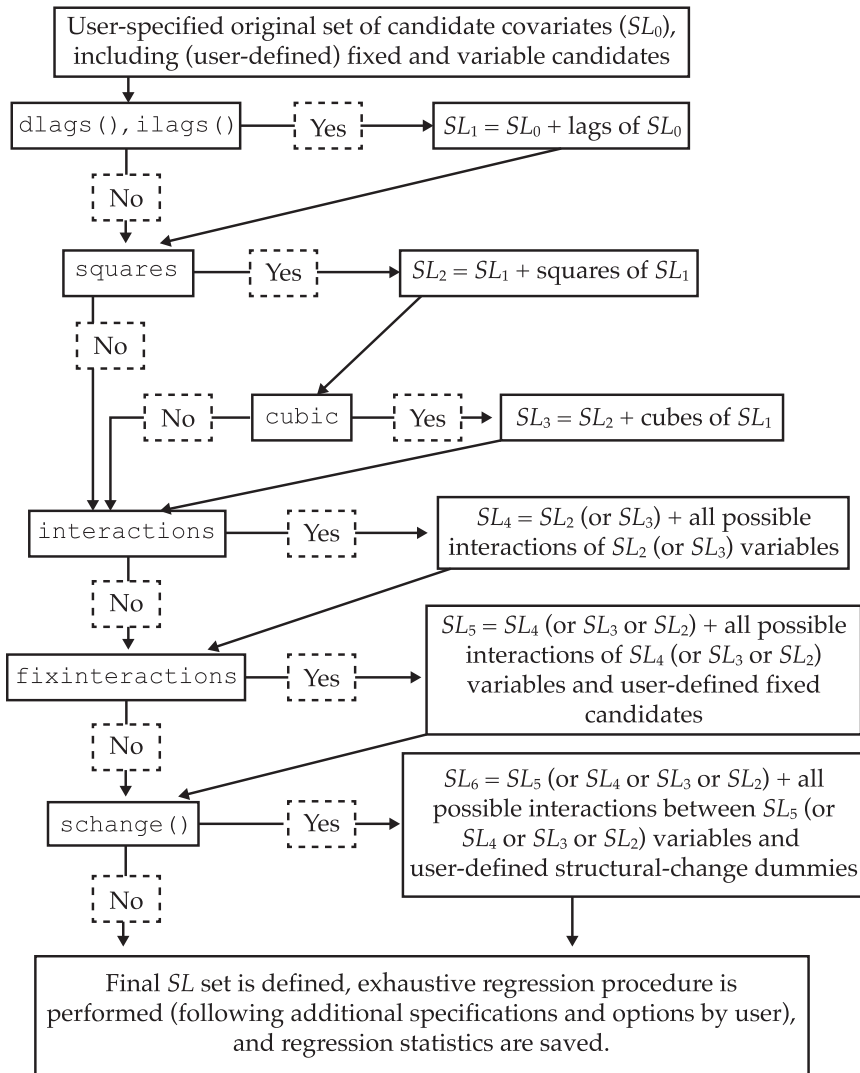 User-specified original set of candidate covariates (SL₀),
including (user-defined) fixed and variable candidates
dlags(), ilags()
Yes
SL₁ = SL₀ + lags of SL₀
No
squares
Yes
SL₂ = SL₁ + squares of SL₁
No
No
cubic
Yes
SL₃ = SL₂ + cubes of SL₁
interactions
Yes
SL₄ = SL₂ (or SL₃) + all possible
interactions of SL₂ (or SL₃) variables
No
fixinteractions
Yes
SL₅ = SL₄ (or SL₃ or SL₂) + all possible
interactions of SL₄ (or SL₃ or SL₂)
variables and user-defined fixed
candidates
No
schange()
Yes
SL₆ = SL₅ (or SL₄ or SL₃ or SL₂) + all
possible interactions between SL₅ (or
SL₄ or SL₃ or SL₂) variables and
user-defined structural-change dummies
No
Final SL set is defined, exhaustive regression procedure is
performed (following additional specifications and options by user),
and regression statistics are saved.